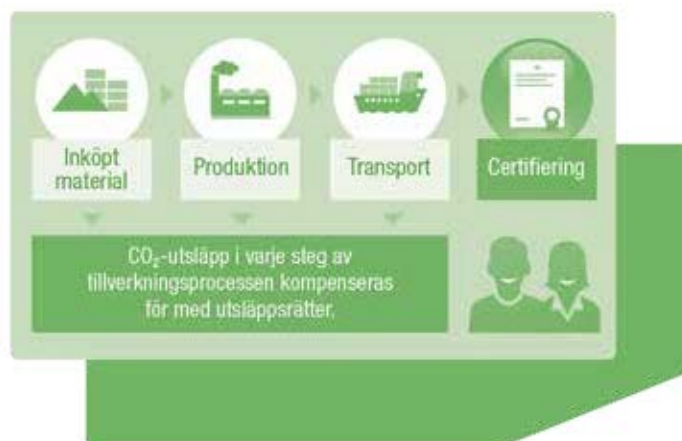 Inköpt
material
Produktion
Transport
Certifiering
CO₂-utsläpp i varje steg av
tillverkningsprocessen kompenseras
för med utsläppsrätter.